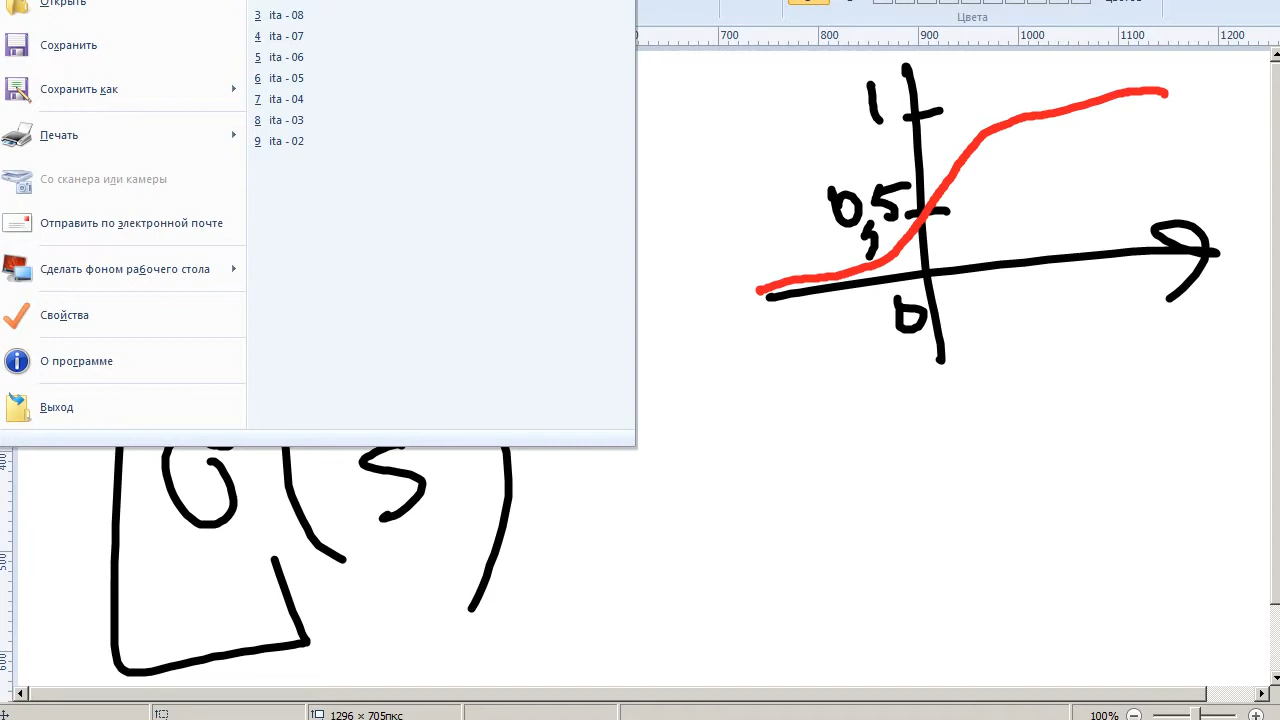 Открыть
Сохранить
Сохранить как
Печать
Со сканера или камеры
Отправить по электронной почте
Сделать фоном рабочего стола
Свойства
О программе
Выход
3 ita - 08
4 ita - 07
5 ita - 06
6 ita - 05
7 ita - 04
8 ita - 03
9 ita - 02
Цвета
700 800 900 1000 1100 1200
1
0,5
0
σ(s)
500
600
1296 × 705пкс
100%